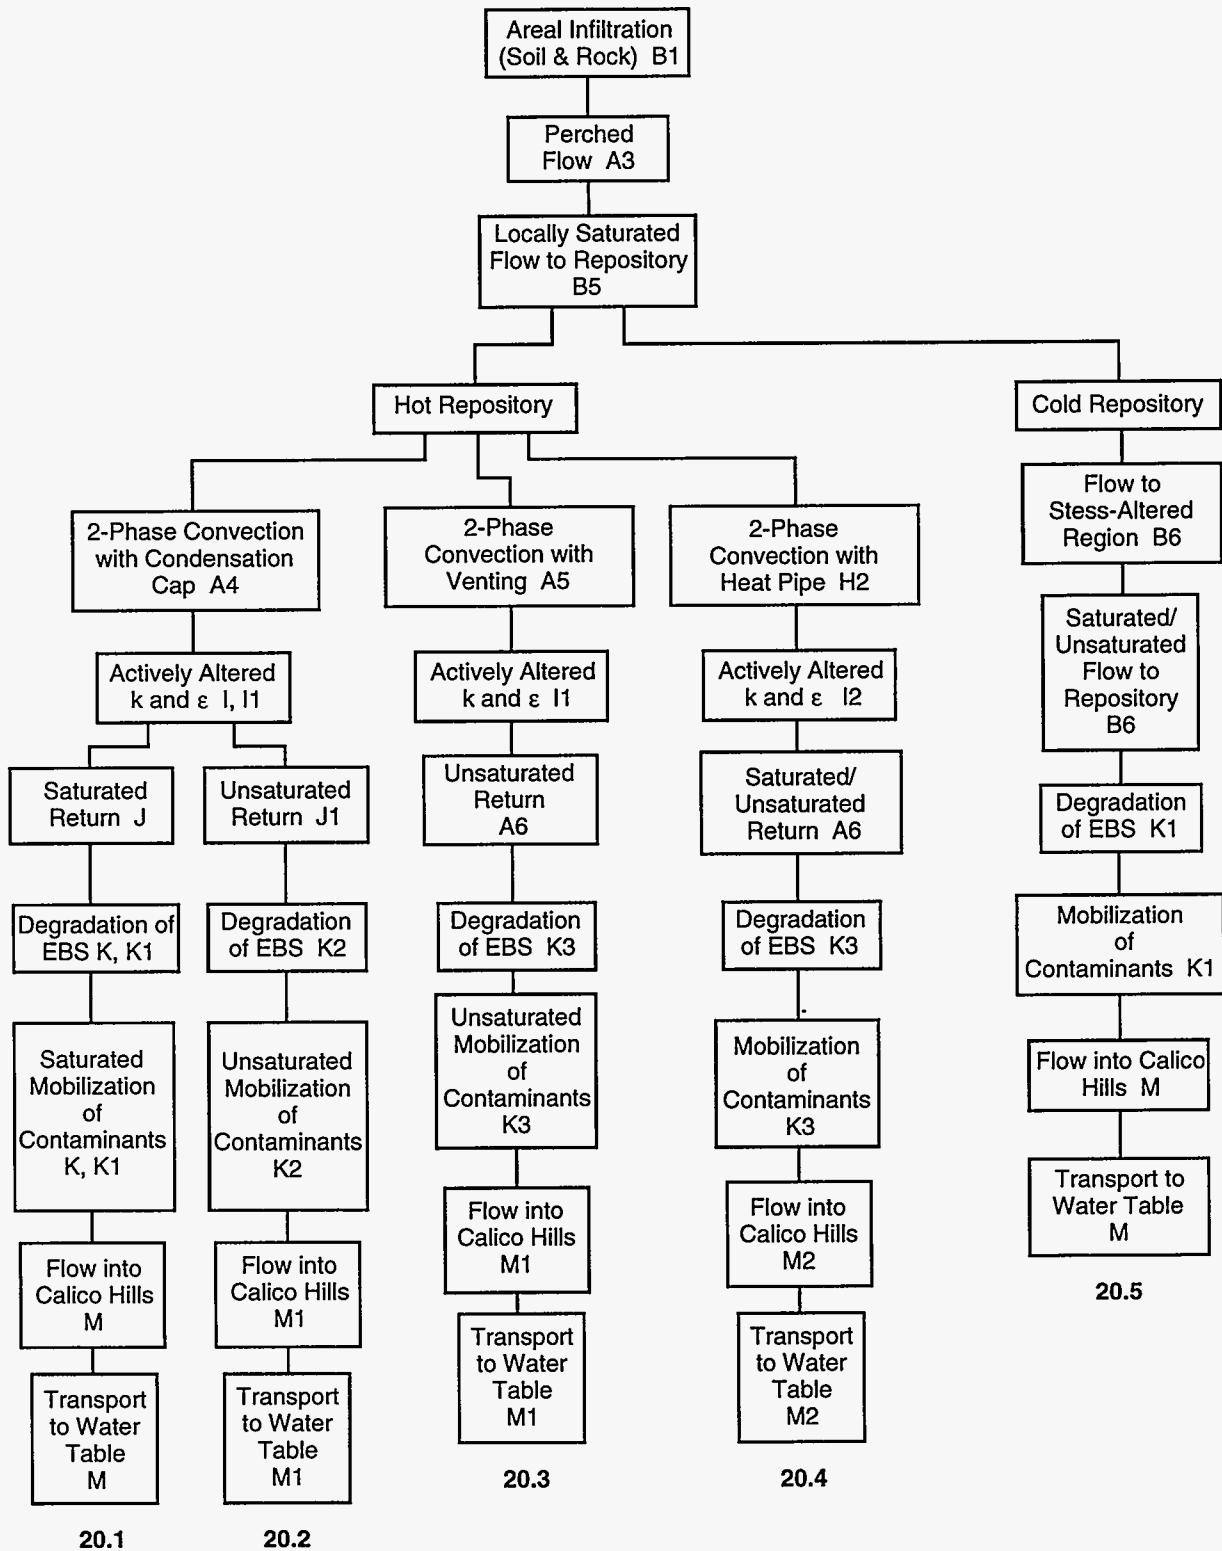 Areal Infiltration
(Soil & Rock) B1
Perched
Flow A3
Locally Saturated
Flow to Repository
B5
Hot Repository
Cold Repository
2-Phase Convection
with Condensation
Cap A4
2-Phase
Convection with
Venting A5
2-Phase
Convection with
Heat Pipe H2
Flow to
Stess-Altered
Region B6
Actively Altered
k and ε I, I1
Actively Altered
k and ε I1
Actively Altered
k and ε I2
Saturated/
Unsaturated
Flow to
Repository
B6
Saturated
Return J
Unsaturated
Return J1
Unsaturated
Return
A6
Saturated/
Unsaturated
Return A6
Degradation
of EBS K1
Degradation of
EBS K, K1
Degradation
of EBS K2
Degradation
of EBS K3
Degradation
of EBS K3
Mobilization
of
Contaminants K1
Saturated
Mobilization
of
Contaminants
K, K1
Unsaturated
Mobilization
of
Contaminants
K2
Unsaturated
Mobilization
of
Contaminants
K3
Mobilization
of
Contaminants
K3
Flow into Calico
Hills M
Flow into
Calico Hills
M
Flow into
Calico Hills
M1
Flow into
Calico Hills
M1
Flow into
Calico Hills
M2
Transport to
Water Table
M
Transport
to Water
Table
M
Transport
to Water
Table
M1
Transport
to Water
Table
M1
Transport
to Water
Table
M2
20.1
20.2
20.3
20.4
20.5